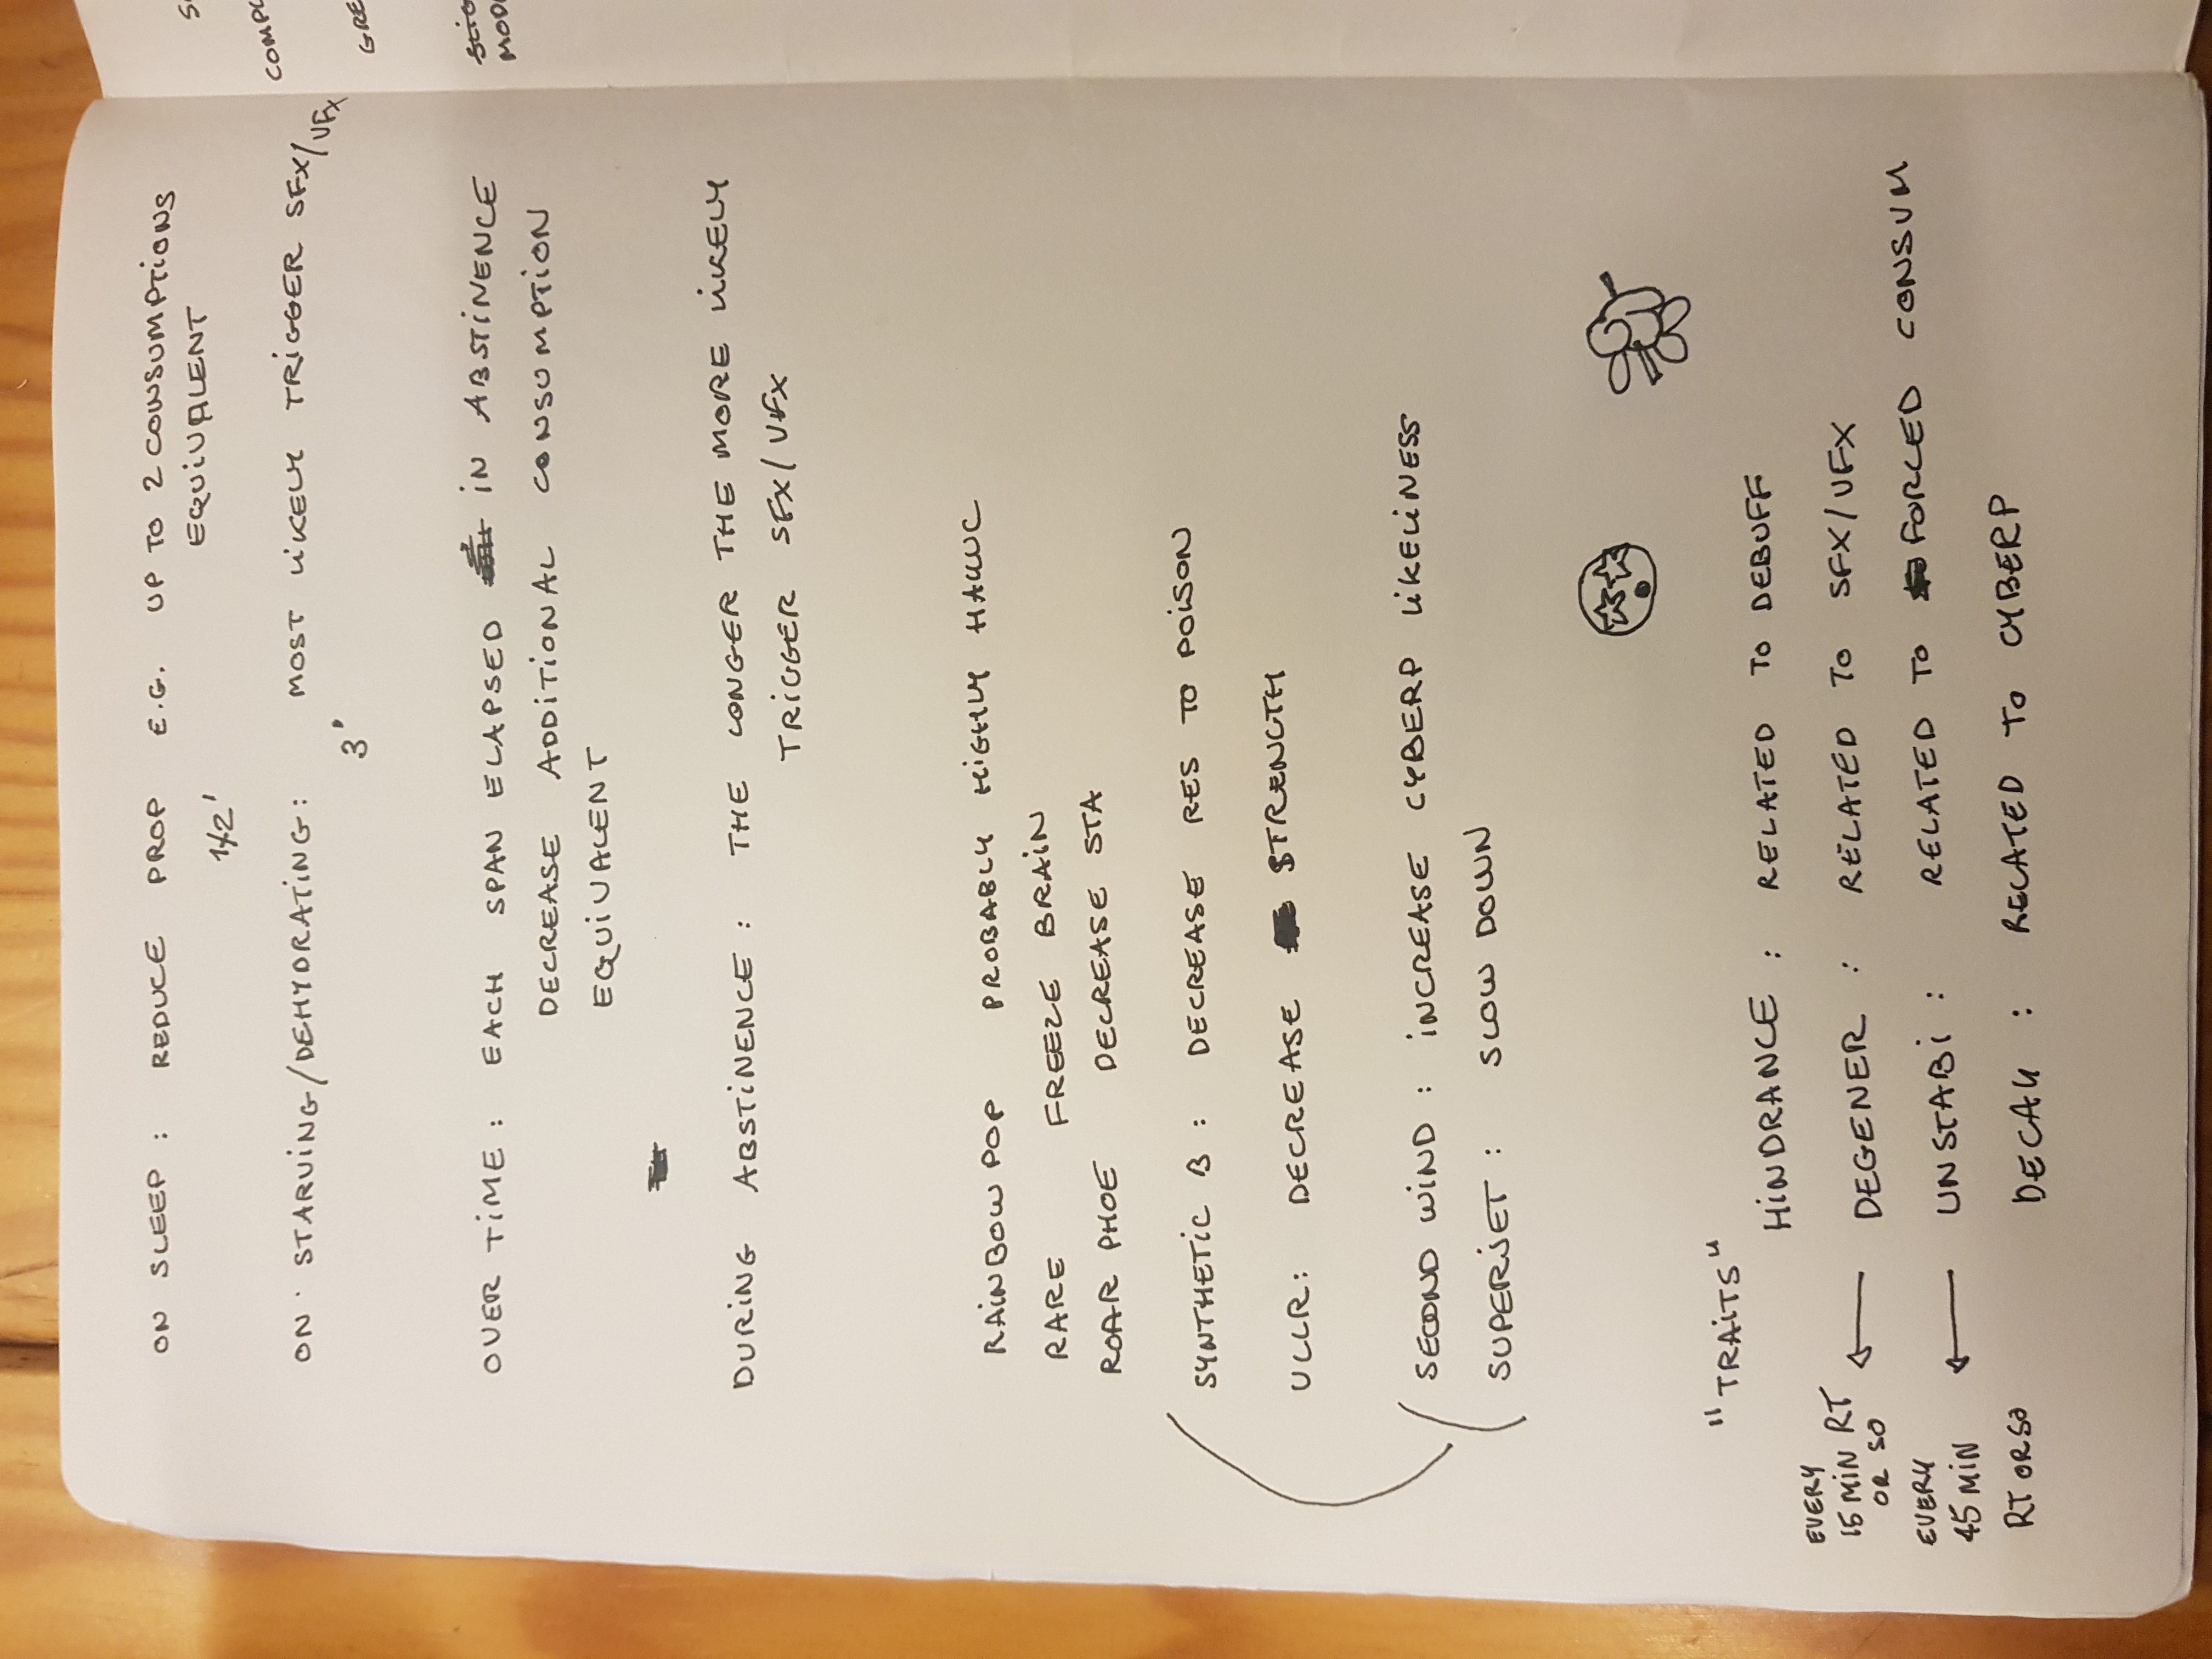 ON SLEEP : REDUCE PROP E.G. UP TO 2 CONSUMPTIONS
EQUIVALENT
1/2'
ON STARVING/DEHYDRATING : MOST LIKELY TRIGGER SFX/VFX
3'
OVER TIME : EACH SPAN ELAPSED IN ABSTINENCE
DECREASE ADDITIONAL CONSUMPTION
EQUIVALENT
DURING ABSTINENCE : THE LONGER THE MORE LIKELY
TRIGGER SFX/VFX
RAINBOW POP PROBABLY HIGHLY HALLUC
RARE FREEZE BRAIN
ROAR PHOE DECREASE STA
SYNTHETIC B : DECREASE RES TO POISON
ULLR : DECREASE STRENGTH
SECOND WIND : INCREASE CYBERP LIKELINESS
SUPERJET : SLOW DOWN
"TRAITS"
HINDRANCE : RELATED TO DEBUFF
EVERY
15 MIN RT
OR SO
DEGENER : RELATED TO SFX/VFX
EVERY
45 MIN
RT OR SO
UNSTABI : RELATED TO FORCED CONSUM
DECAY : RELATED TO CYBERP
GRE